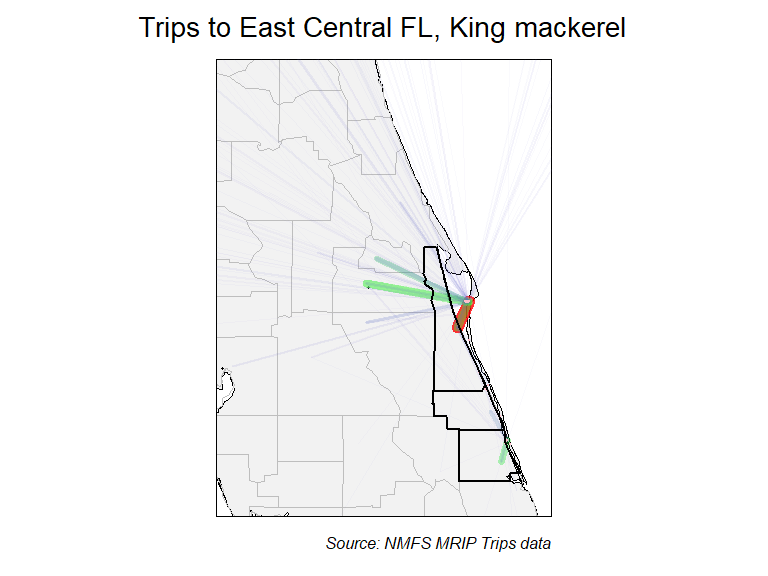 Trips to East Central FL, King mackerel
Source: NMFS MRIP Trips data